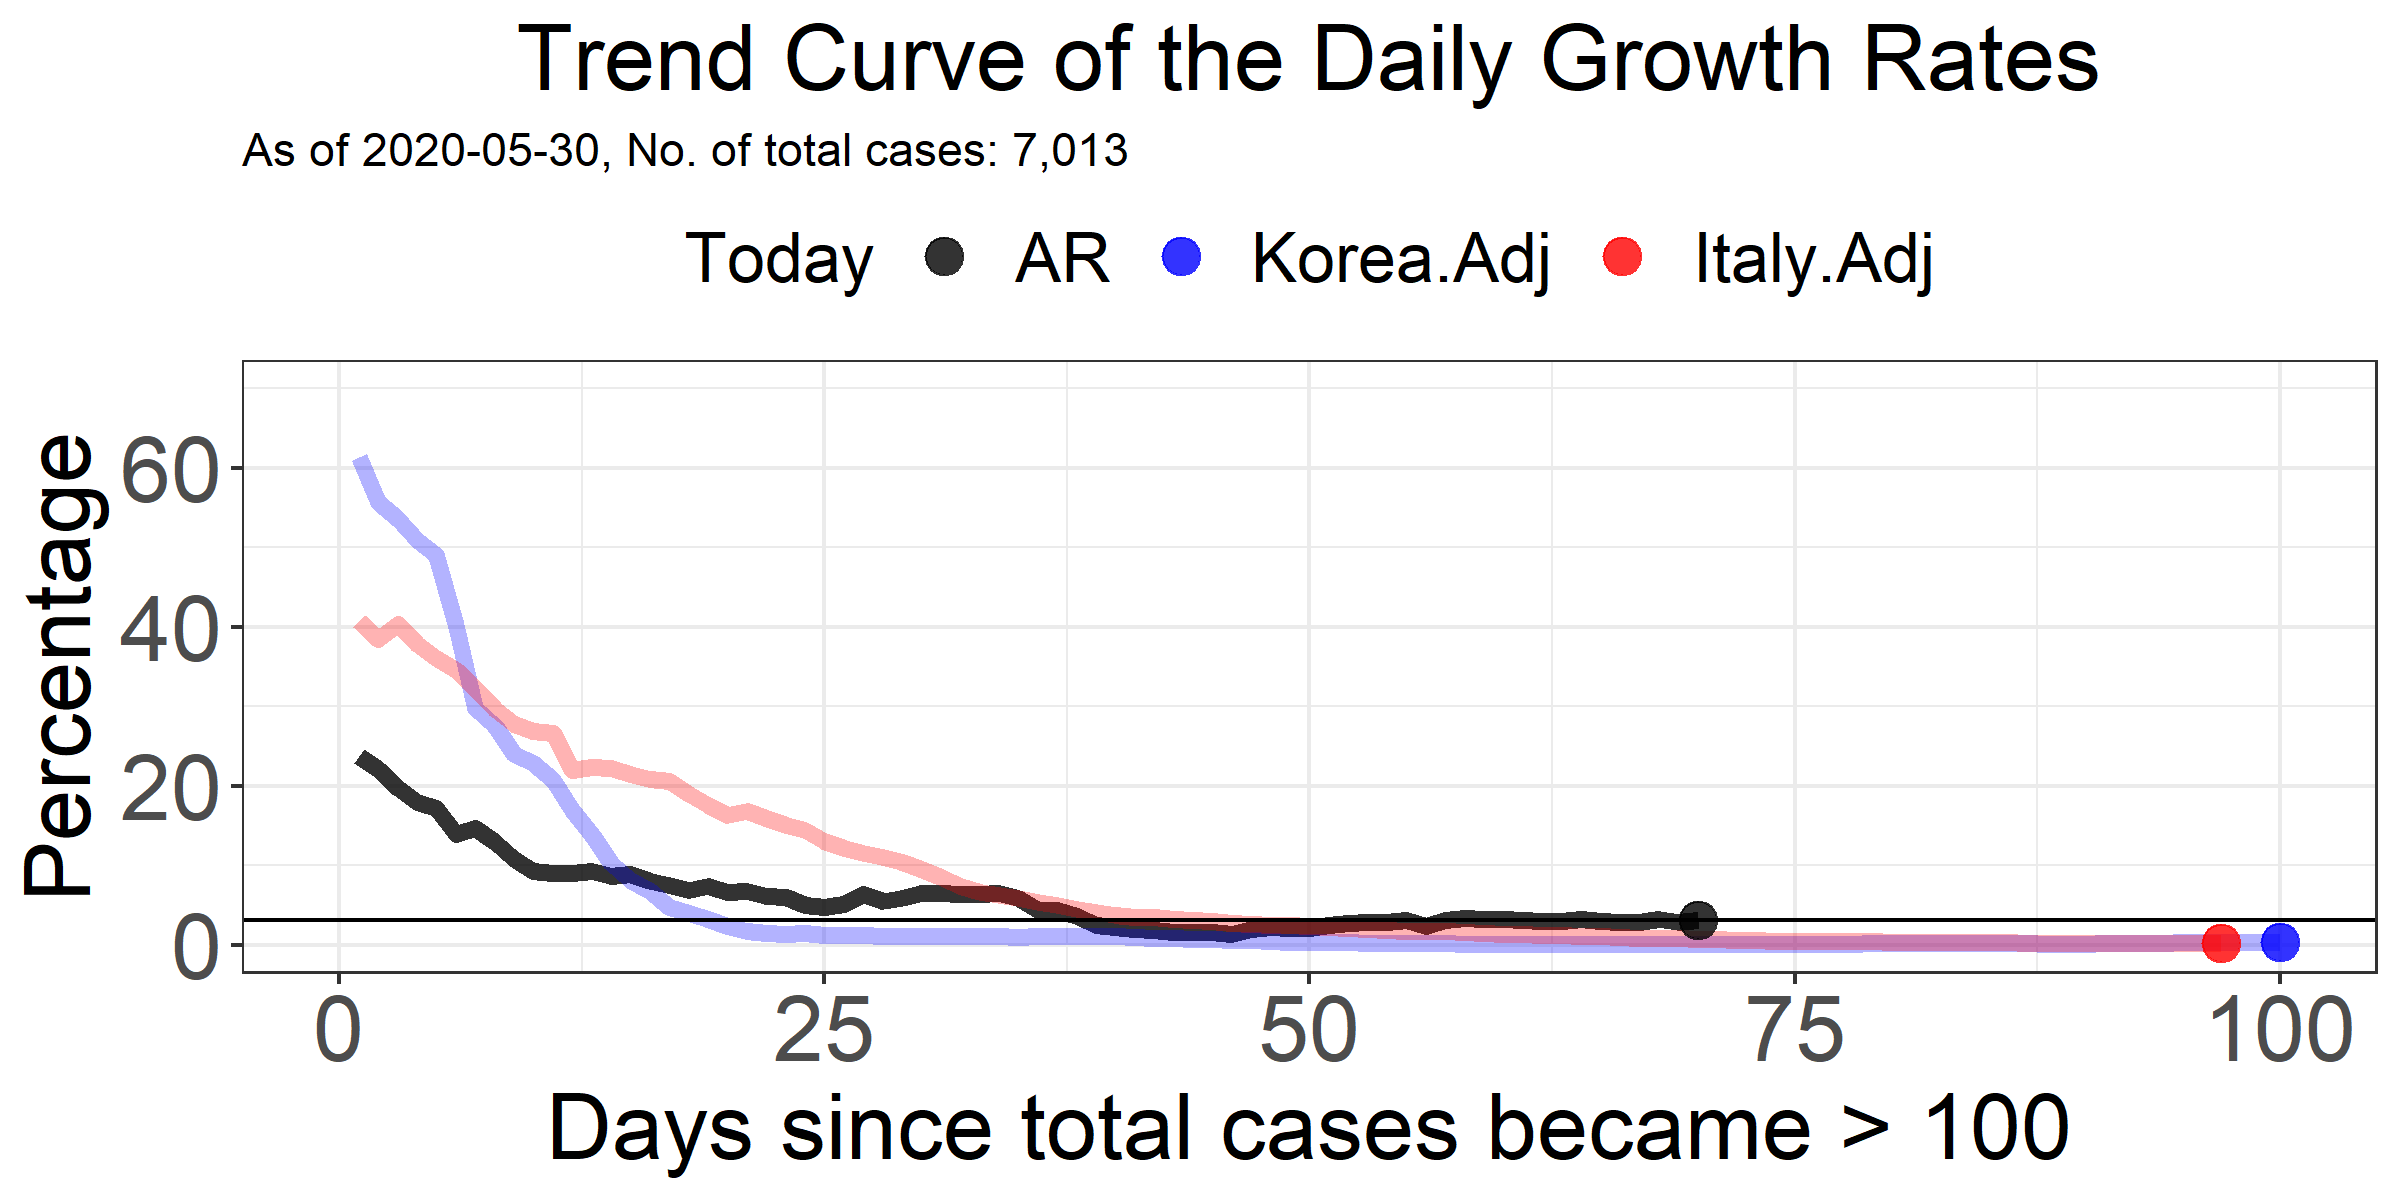 Trend Curve of the Daily Growth Rates
As of 2020-05-30, No. of total cases: 7,013
Today AR Korea.Adj Italy.Adj
Percentage
60
40
20
0
0 25 50 75 100
Days since total cases became > 100